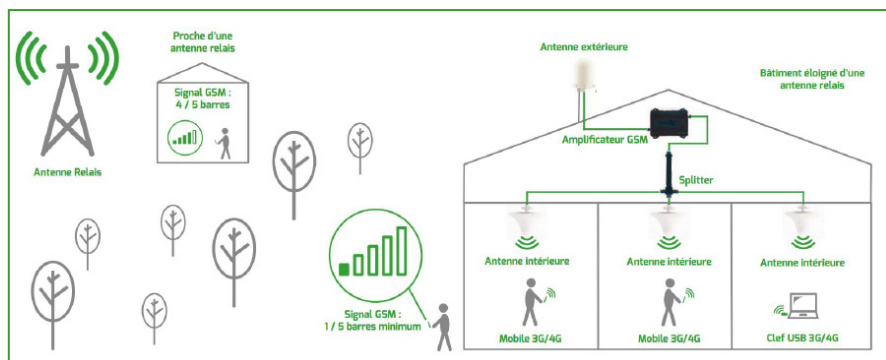 Proche d'une
antenne relais
Signal GSM :
4 / 5 barres
Antenne Relais
Signal GSM :
1 / 5 barres minimum
Antenne extérieure
Bâtiment éloigné d'une
antenne relais
Amplificateur GSM
Splitter
Antenne intérieure
Antenne intérieure
Antenne intérieure
Mobile 3G/4G
Mobile 3G/4G
Clef USB 3G/4G